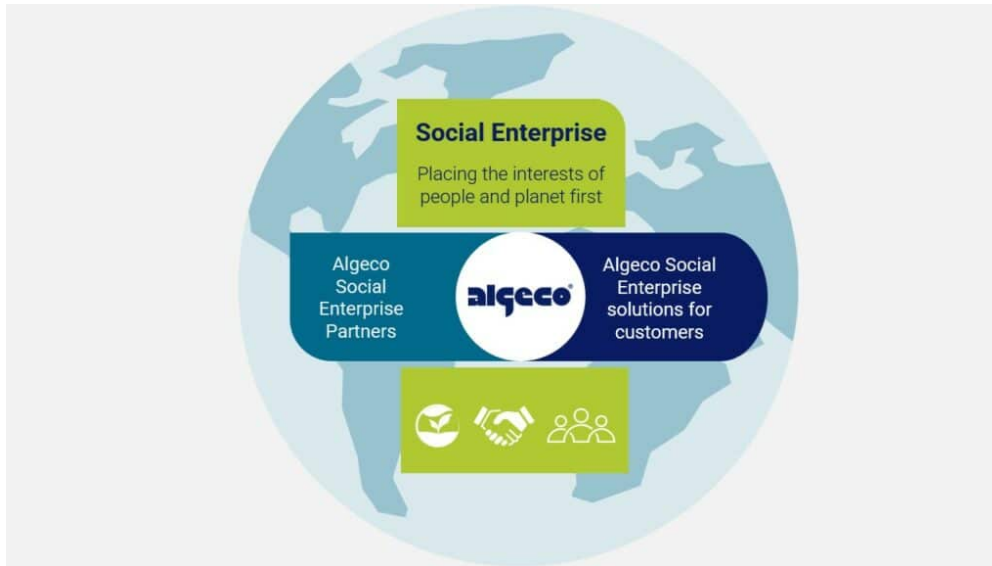 Social Enterprise
Placing the interests of
people and planet first
Algeco
Social
Enterprise
Partners
algeco®
Algeco Social
Enterprise
solutions for
customers